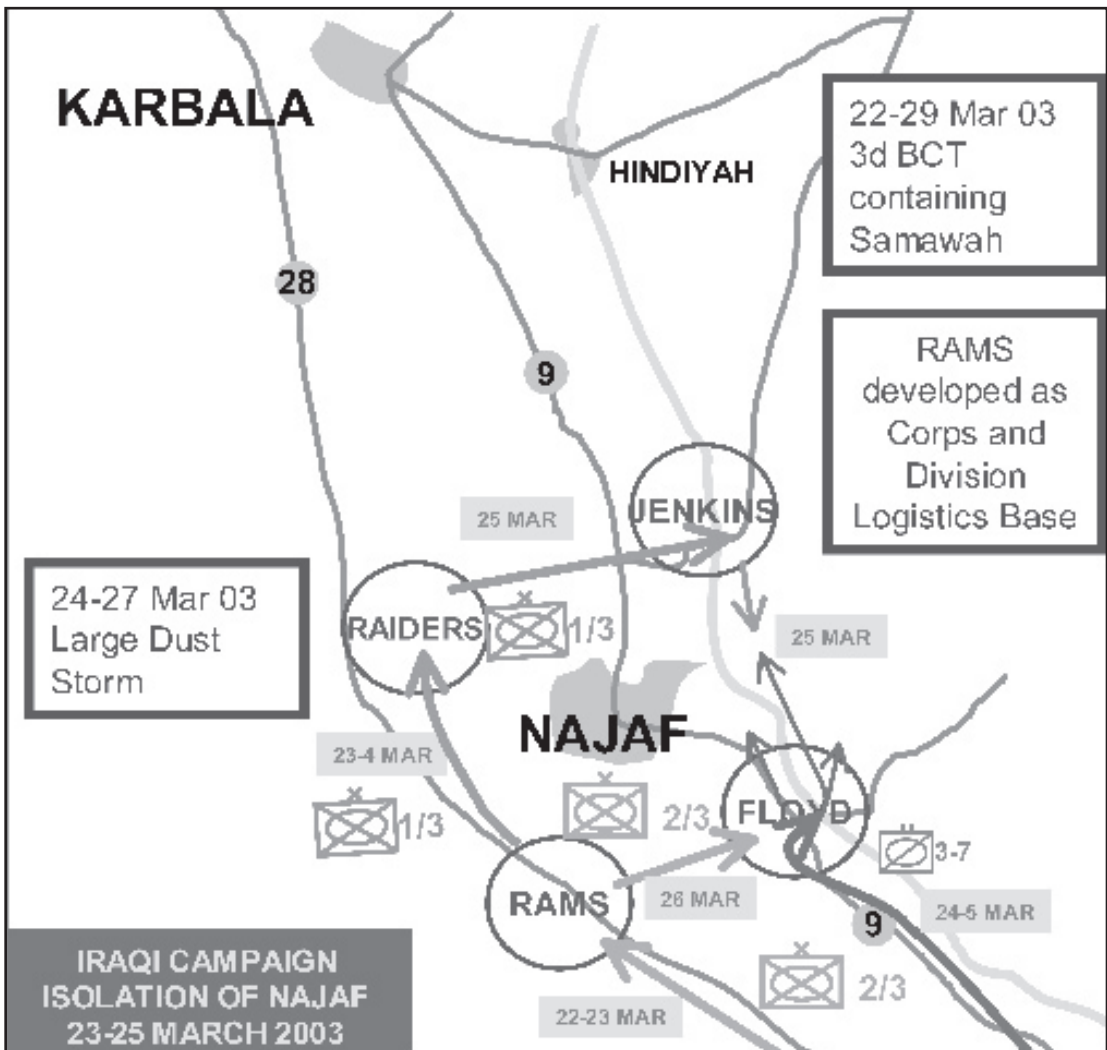 KARBALA
HINDIYAH
22-29 Mar 03
3d BCT
containing
Samawah
28
9
RAMS
developed as
Corps and
Division
Logistics Base
JENKINS
25 MAR
24-27 Mar 03
Large Dust
Storm
RAIDERS
1/3
25 MAR
NAJAF
23-4 MAR
1/3
2/3
FLOYD
3-7
RAMS
26 MAR
9
24-5 MAR
2/3
22-23 MAR
IRAQI CAMPAIGN
ISOLATION OF NAJAF
23-25 MARCH 2003